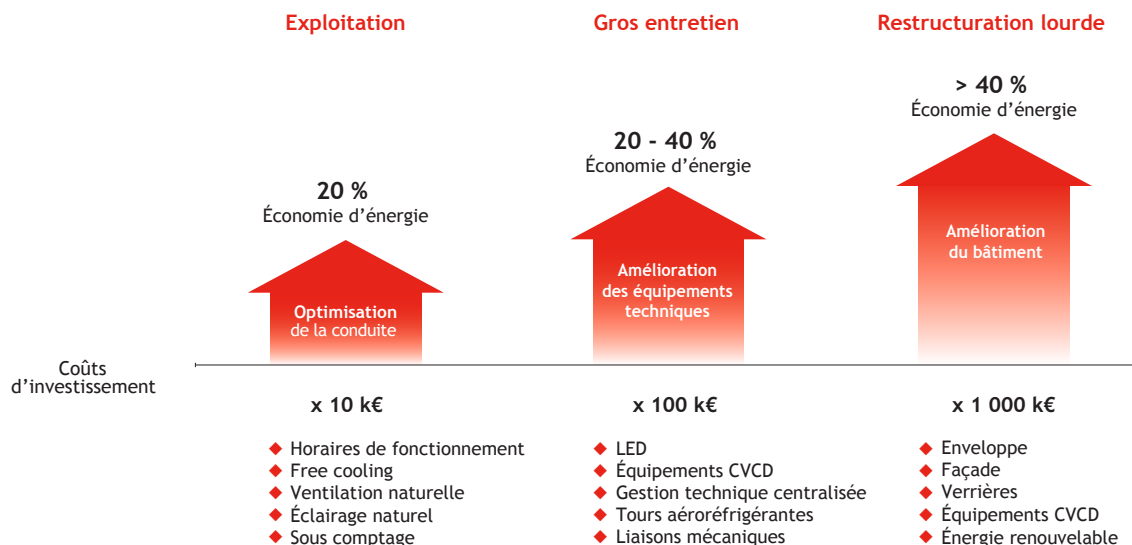 Exploitation
Gros entretien
Restructuration lourde
20 %
Économie d’énergie
20 - 40 %
Économie d’énergie
> 40 %
Économie d’énergie
Optimisation
de la conduite
Amélioration
des équipements
techniques
Amélioration
du bâtiment
Coûts
d’investissement
x 10 k€
x 100 k€
x 1 000 k€
Horaires de fonctionnement
Free cooling
Ventilation naturelle
Éclairage naturel
Sous comptage
LED
Équipements CVCD
Gestion technique centralisée
Tours aéroréfrigérantes
Liaisons mécaniques
Enveloppe
Façade
Verrières
Équipements CVCD
Énergie renouvelable